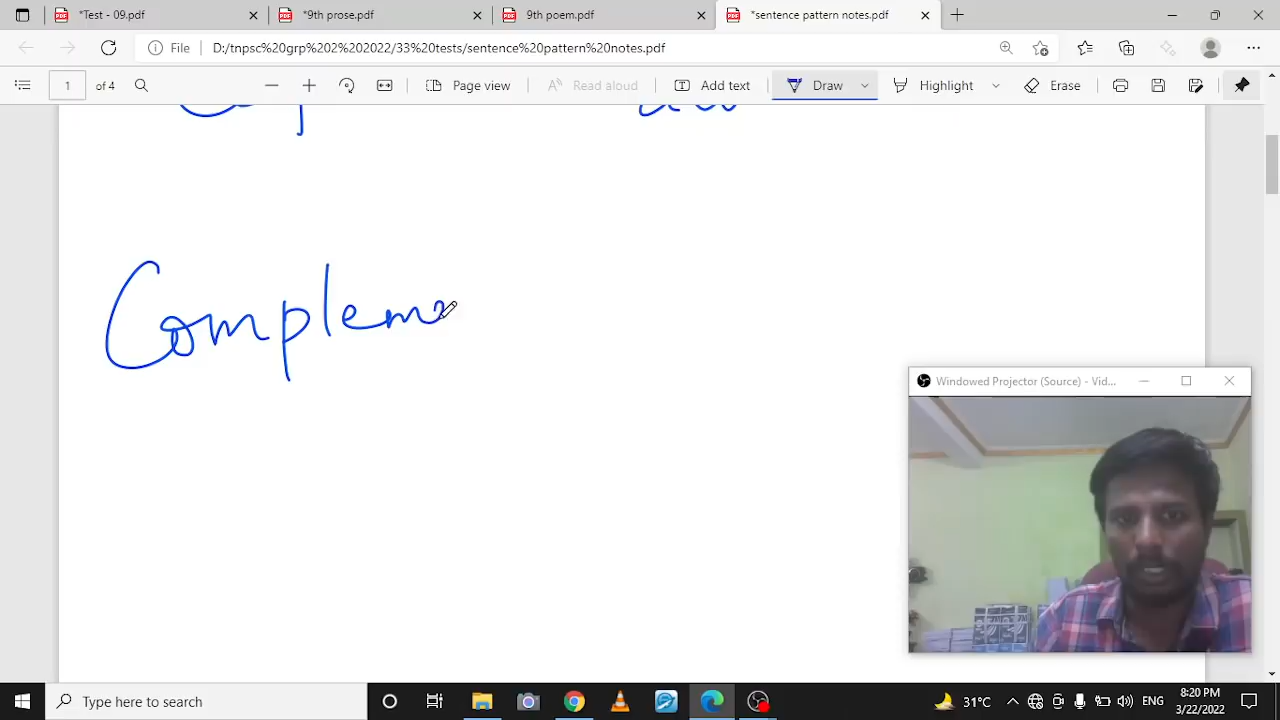 *Test - 09.pdf *9th prose.pdf 9th poem.pdf *sentence pattern notes.pdf
File D:/tnpsc%20grp%202%202022/33%20tests/sentence%20pattern%20notes.pdf
1 of 4 Page view Read aloud Add text Draw Highlight Erase
Complem
Windowed Projector (Source) - Vid...
Type here to search
31°C ENG 8:20 PM
3/22/2022